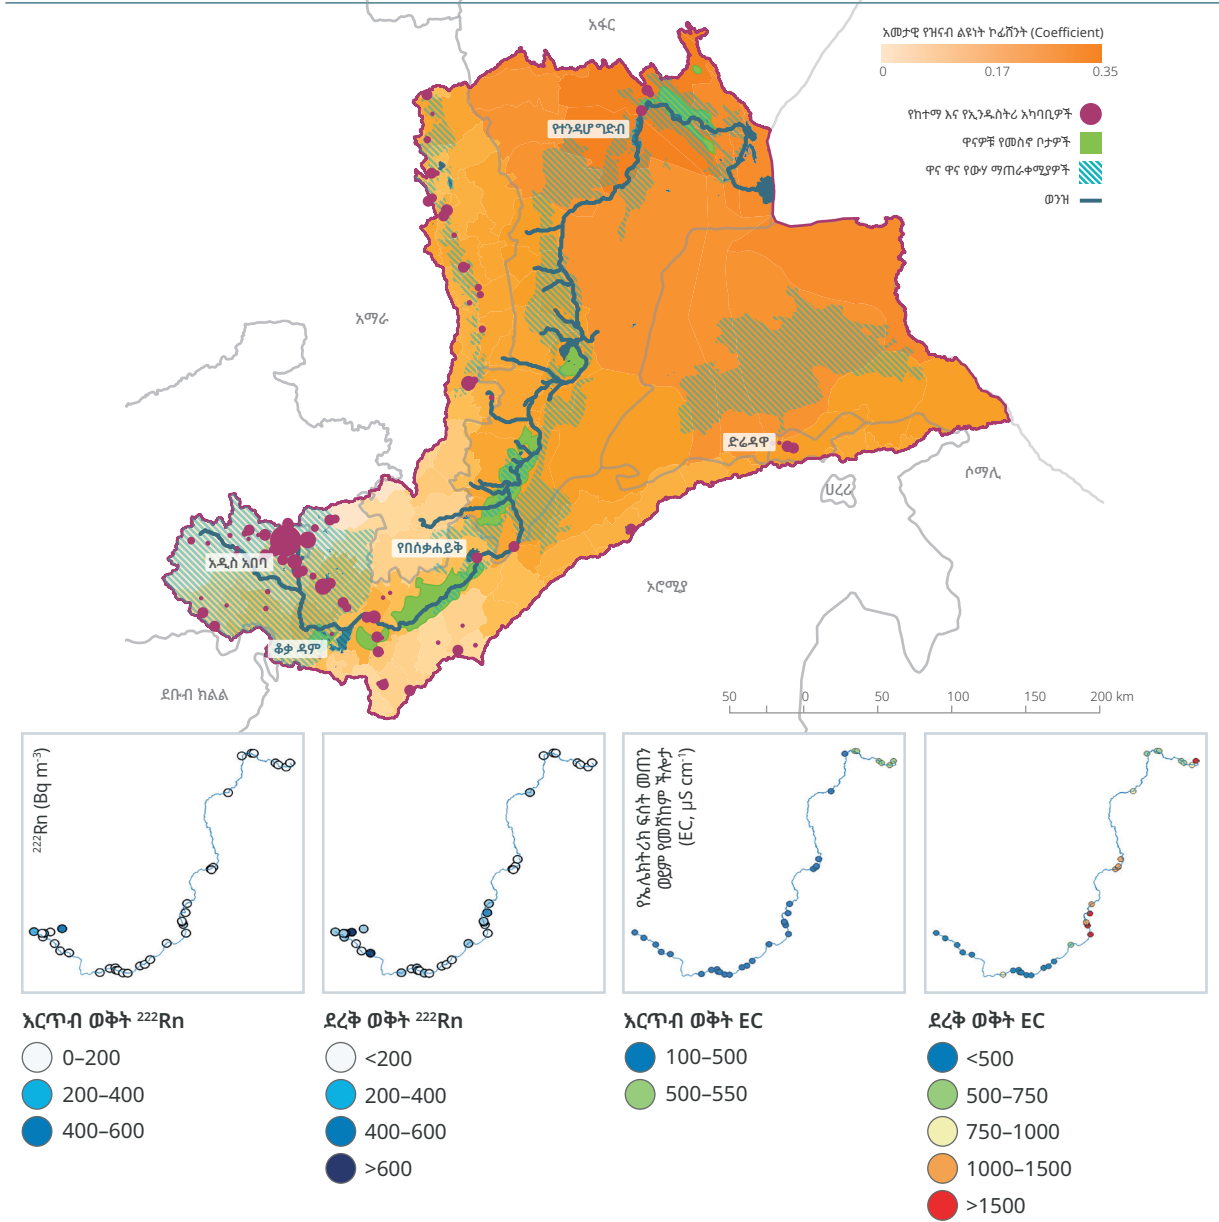 አፋር
አመታዊ የዝናብ ልዩነት ኮፊሸንት (Coefficient)
0 0.17 0.35
የከተማ እና የኢንዱስትሪ አካባቢዎች
ዋናዎቹ የመስኖ ቦታዎች
ዋና ዋና የውሃ ማጠራቀሚያዎች
ወንዝ
የተንዳሆ ግድብ
አማራ
ድሬዳዋ
ሀረሪ
ሶማሊ
የበሰቃሐይቅ
አዲስ አበባ
ኦሮሚያ
ቆቃ ዳም
ደቡብ ክልል
50 0 50 100 150 200 km
²²²Rn (Bq m⁻³)
የኤሌክትሪክ ፍሰት መጠን
ወይም የመሸከም ችሎታ
(EC, µS cm⁻¹)
እርጥብ ወቅት ²²²Rn
0–200
200–400
400–600
ደረቅ ወቅት ²²²Rn
<200
200–400
400–600
>600
እርጥብ ወቅት EC
100–500
500–550
ደረቅ ወቅት EC
<500
500–750
750–1000
1000–1500
>1500